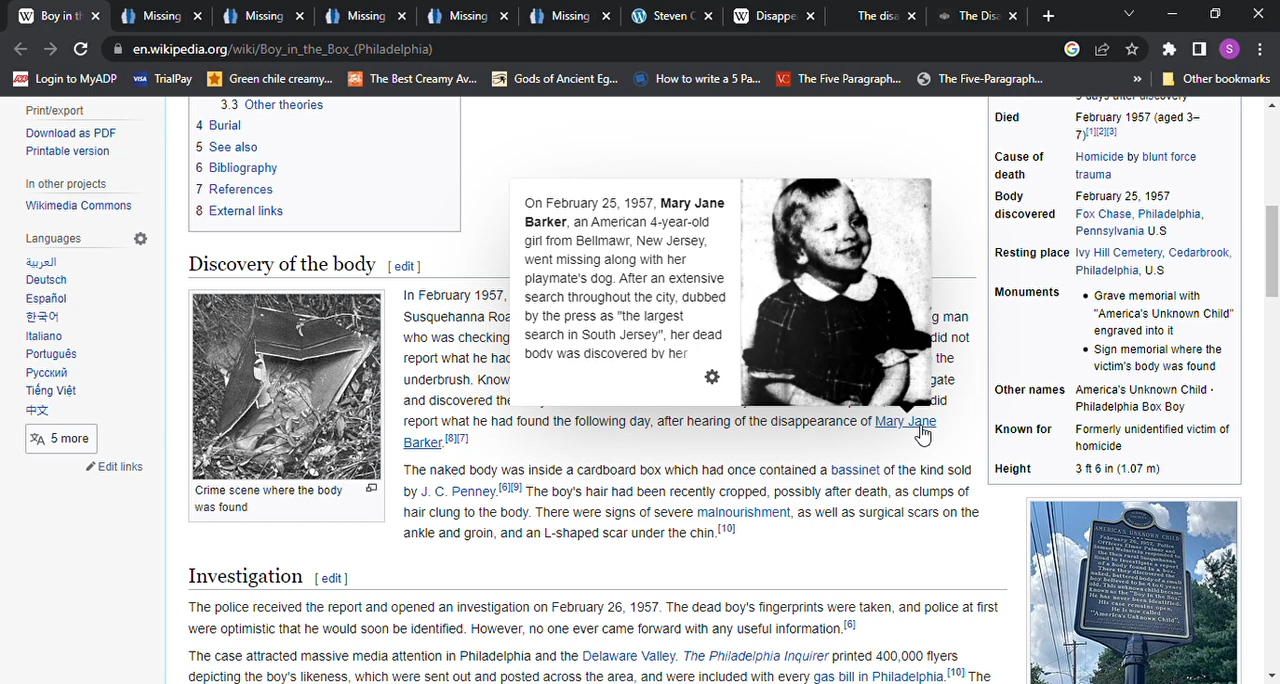 Boy in t
Missing
Missing
Missing
Missing
Missing
Steven C
Disappe
The disa
The Disa
en.wikipedia.org/wiki/Boy_in_the_Box_(Philadelphia)
Login to MyADP
TrialPay
Green chile creamy...
The Best Creamy Av...
Gods of Ancient Eg...
How to write a 5 Pa...
The Five Paragraph...
The Five-Paragraph...
Other bookmarks
Print/export
Download as PDF
Printable version
In other projects
Wikimedia Commons
Languages
العربية
Deutsch
Español
한국어
Italiano
Português
Русский
Tiếng Việt
中文
5 more
Edit links
3.3 Other theories
4 Burial
5 See also
6 Bibliography
7 References
8 External links
Discovery of the body [ edit ]
Crime scene where the body
was found
In February 1957,
Susquehanna Roa
ng man
who was checking
did not
report what he had
the
underbrush. Know
gate
and discovered the
did
report what he had found the following day, after hearing of the disappearance of Mary Jane
Barker.[8][7]
On February 25, 1957, Mary Jane
Barker, an American 4-year-old
girl from Bellmawr, New Jersey,
went missing along with her
playmate's dog. After an extensive
search throughout the city, dubbed
by the press as "the largest
search in South Jersey", her dead
body was discovered by her
The naked body was inside a cardboard box which had once contained a bassinet of the kind sold
by J. C. Penney.[6][9] The boy's hair had been recently cropped, possibly after death, as clumps of
hair clung to the body. There were signs of severe malnourishment, as well as surgical scars on the
ankle and groin, and an L-shaped scar under the chin.[10]
Investigation [ edit ]
The police received the report and opened an investigation on February 26, 1957. The dead boy's fingerprints were taken, and police at first
were optimistic that he would soon be identified. However, no one ever came forward with any useful information.[6]
The case attracted massive media attention in Philadelphia and the Delaware Valley. The Philadelphia Inquirer printed 400,000 flyers
depicting the boy's likeness, which were sent out and posted across the area, and were included with every gas bill in Philadelphia.[10] The
days after discovery
Died February 1957 (aged 3–
7)[1][2][3]
Cause of Homicide by blunt force
death trauma
Body February 25, 1957
discovered Fox Chase, Philadelphia,
Pennsylvania U.S
Resting place Ivy Hill Cemetery, Cedarbrook,
Philadelphia, U.S
Monuments • Grave memorial with
"America's Unknown Child"
engraved into it
• Sign memorial where the
victim's body was found
Other names America's Unknown Child ·
Philadelphia Box Boy
Known for Formerly unidentified victim of
homicide
Height 3 ft 6 in (1.07 m)
AMERICA'S UNKNOWN CHILD